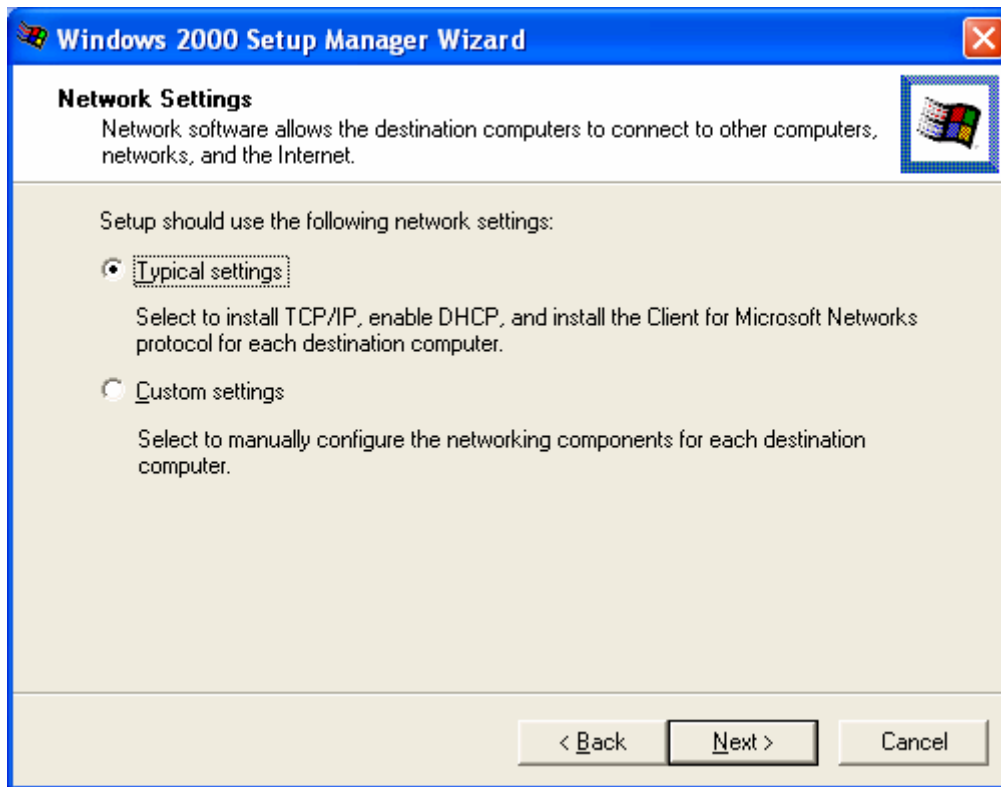 Windows 2000 Setup Manager Wizard
Network Settings
Network software allows the destination computers to connect to other computers,
networks, and the Internet.
Setup should use the following network settings:
Typical settings
Select to install TCP/IP, enable DHCP, and install the Client for Microsoft Networks
protocol for each destination computer.
Custom settings
Select to manually configure the networking components for each destination
computer.
< Back Next > Cancel